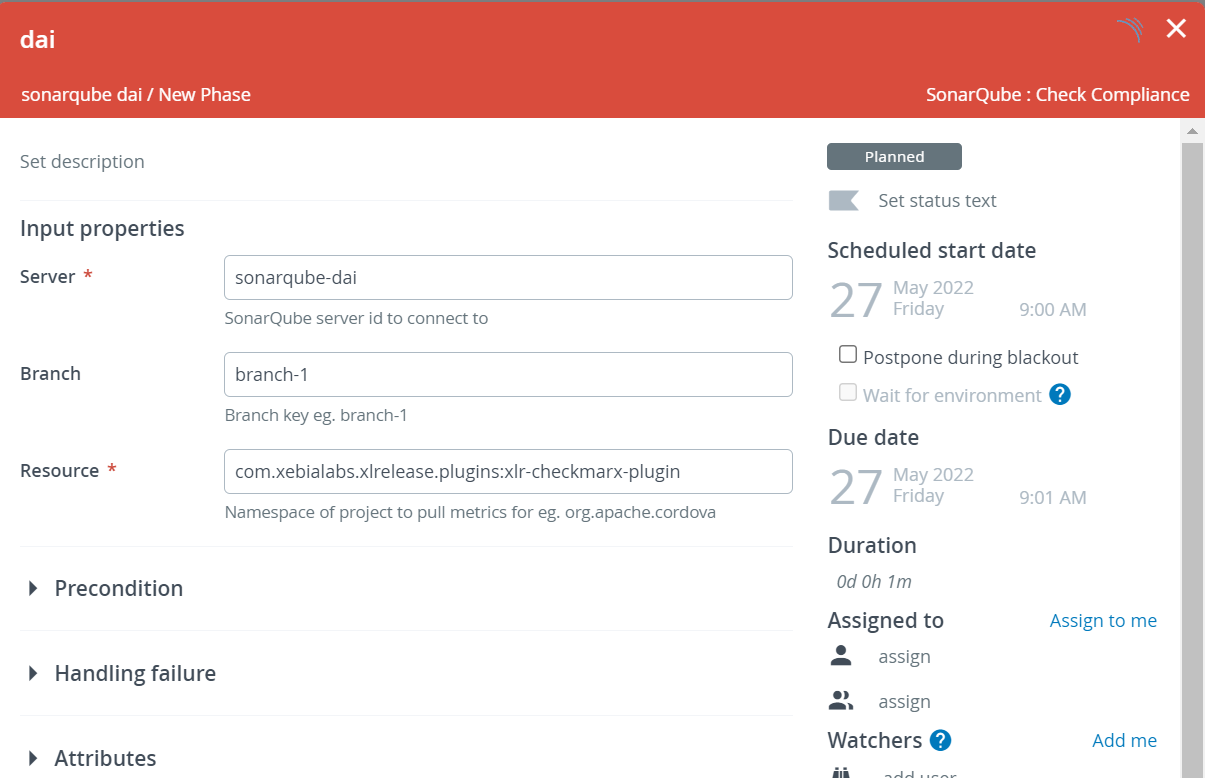 dai
sonarqube dai / New Phase
SonarQube : Check Compliance
Set description
Input properties
Server *
sonarqube-dai
SonarQube server id to connect to
Branch
branch-1
Branch key eg. branch-1
Resource *
com.xebialabs.xlrelease.plugins:xlr-checkmarx-plugin
Namespace of project to pull metrics for eg. org.apache.cordova
Precondition
Handling failure
Attributes
Planned
Set status text
Scheduled start date
27 May 2022
Friday
9:00 AM
Postpone during blackout
Wait for environment ?
Due date
27 May 2022
Friday
9:01 AM
Duration
0d 0h 1m
Assigned to
Assign to me
assign
assign
Watchers ?
Add me
add user